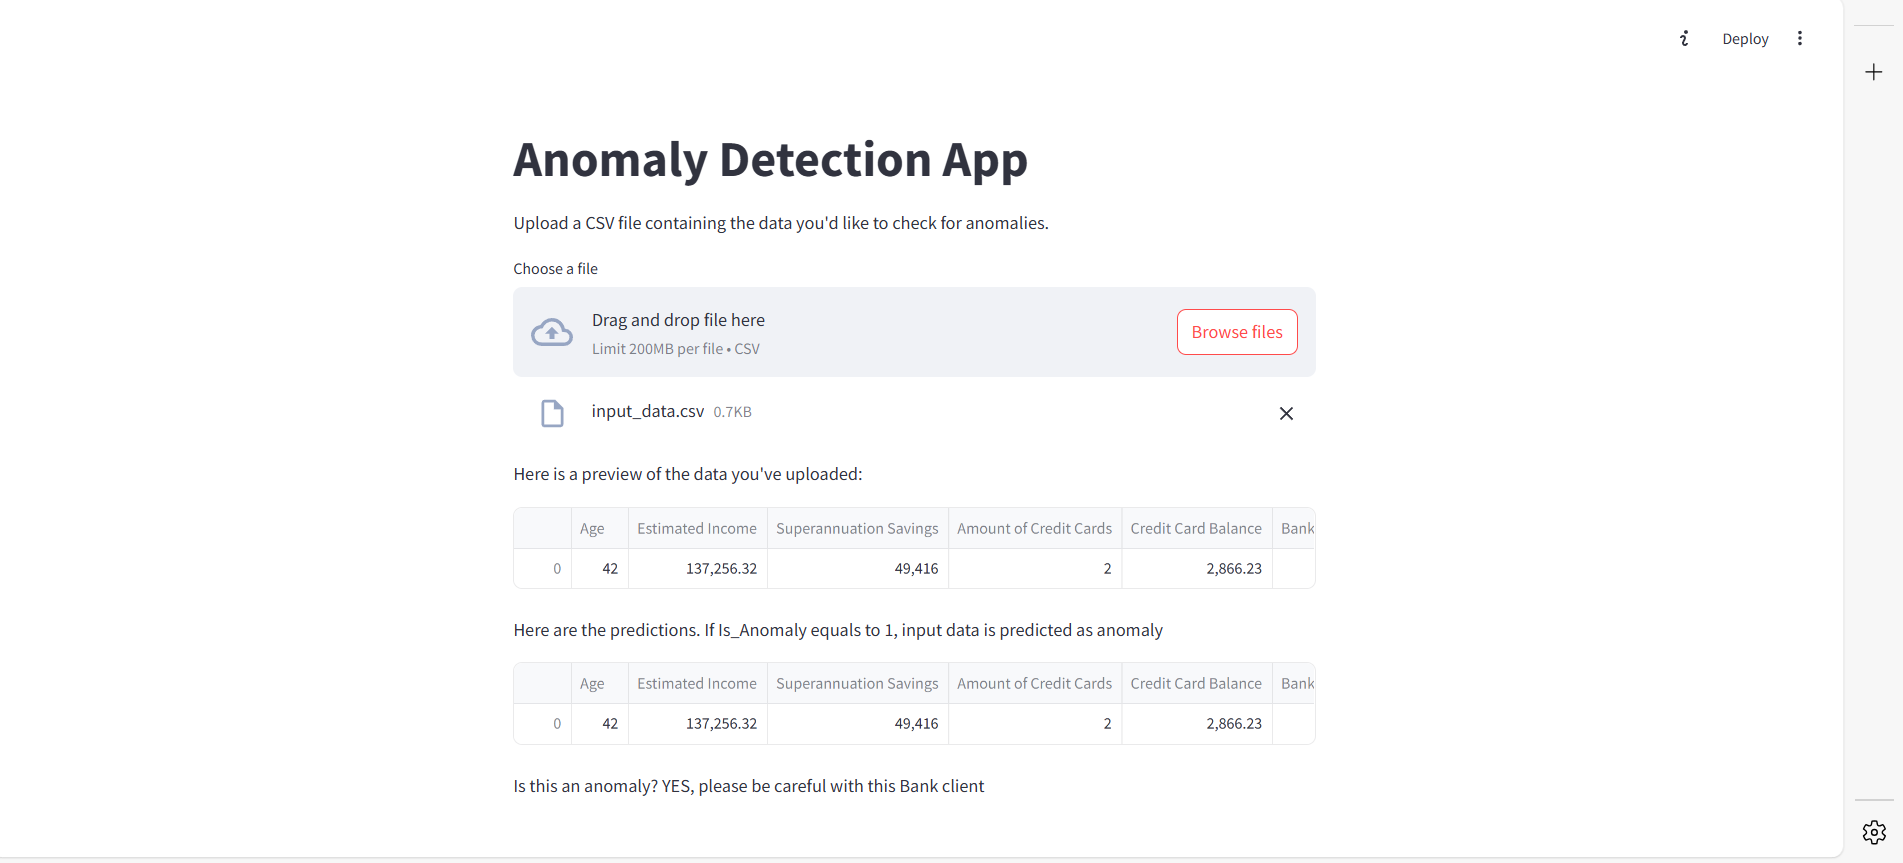 Deploy
Anomaly Detection App
Upload a CSV file containing the data you'd like to check for anomalies.
Choose a file
Drag and drop file here
Limit 200MB per file • CSV
Browse files
input_data.csv 0.7KB
Here is a preview of the data you've uploaded:
Age Estimated Income Superannuation Savings Amount of Credit Cards Credit Card Balance Bank
0 42 137,256.32 49,416 2 2,866.23
Here are the predictions. If Is_Anomaly equals to 1, input data is predicted as anomaly
Age Estimated Income Superannuation Savings Amount of Credit Cards Credit Card Balance Bank
0 42 137,256.32 49,416 2 2,866.23
Is this an anomaly? YES, please be careful with this Bank client